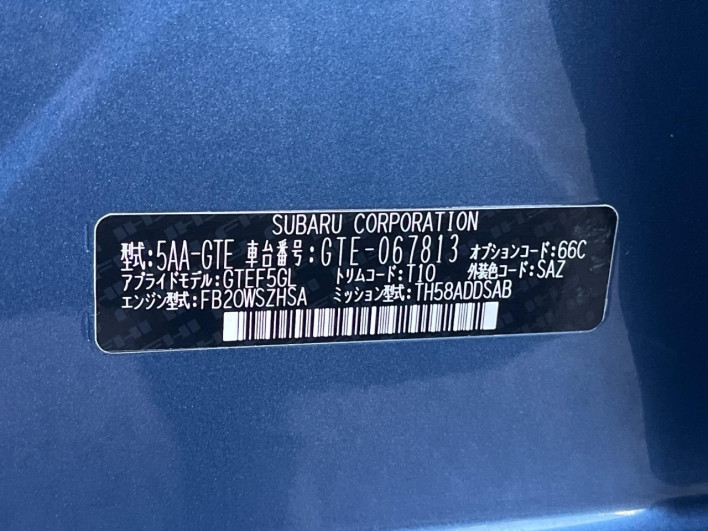 SUBARU CORPORATION
型式:5AA-GTE 車台番号:GTE-067813 オプションコード:66C
アプライドモデル:GTEF5GL トリムコード:T10 外装色コード:SAZ
エンジン型式:FB20WSZHSA ミッション型式:TH58ADDSAB